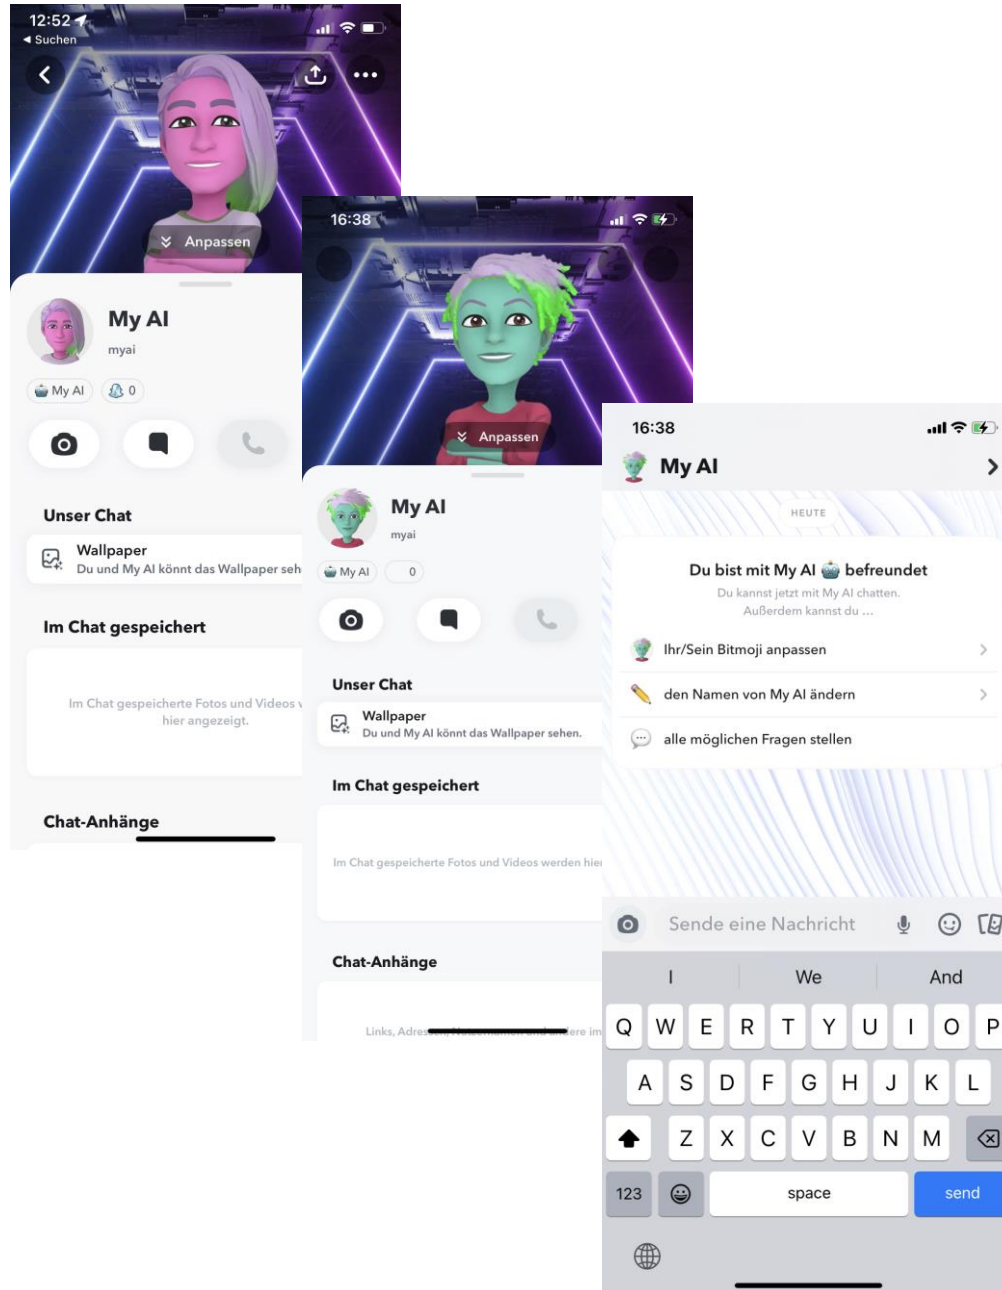 12:52
◄ Suchen
Anpassen
My AI
myai
My AI
0
Unser Chat
Wallpaper
Du und My AI könnt das Wallpaper
Im Chat gespeichert
Im Chat gespeicherte Fotos und Videos
hier angezeigt.
Chat-Anhänge
16:38
Anpassen
My AI
myai
My AI
0
Unser Chat
Wallpaper
Du und My AI könnt das Wallpaper sehen.
Im Chat gespeichert
Im Chat gespeicherte Fotos und Videos werden
Chat-Anhänge
Links,
16:38
My AI
HEUTE
Du bist mit My AI 🤖 befreundet
Du kannst jetzt mit My AI chatten.
Außerdem kannst du ...
Ihr/Sein Bitmoji anpassen
den Namen von My AI ändern
alle möglichen Fragen stellen
Sende eine Nachricht
I We And
Q W E R T Y U I O P
A S D F G H J K L
Z X C V B N M
123 space send